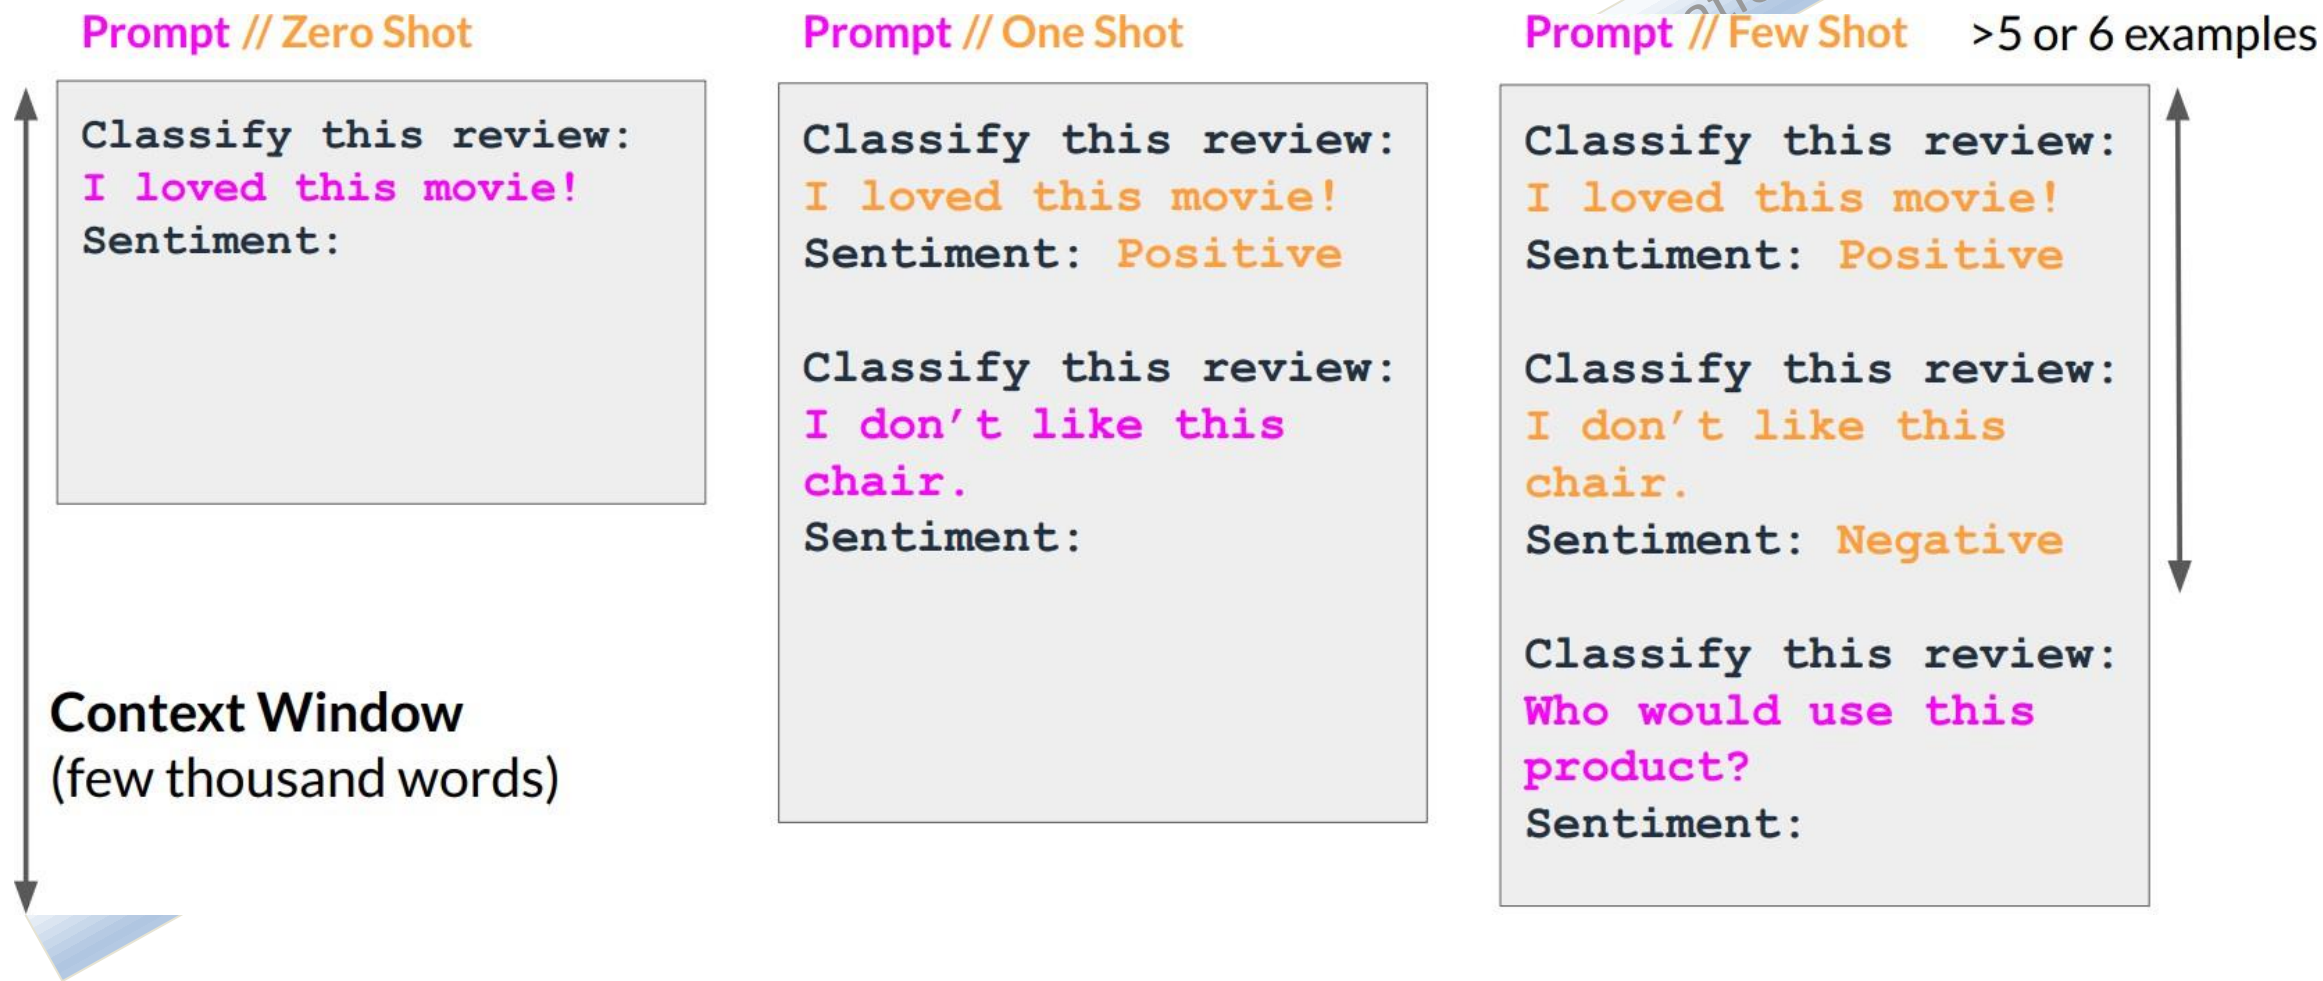 Prompt // Zero Shot
Classify this review:
I loved this movie!
Sentiment:
Context Window
(few thousand words)
Prompt // One Shot
Classify this review:
I loved this movie!
Sentiment: Positive
Classify this review:
I don't like this
chair.
Sentiment:
Prompt // Few Shot
>5 or 6 examples
Classify this review:
I loved this movie!
Sentiment: Positive
Classify this review:
I don't like this
chair.
Sentiment: Negative
Classify this review:
Who would use this
product?
Sentiment: